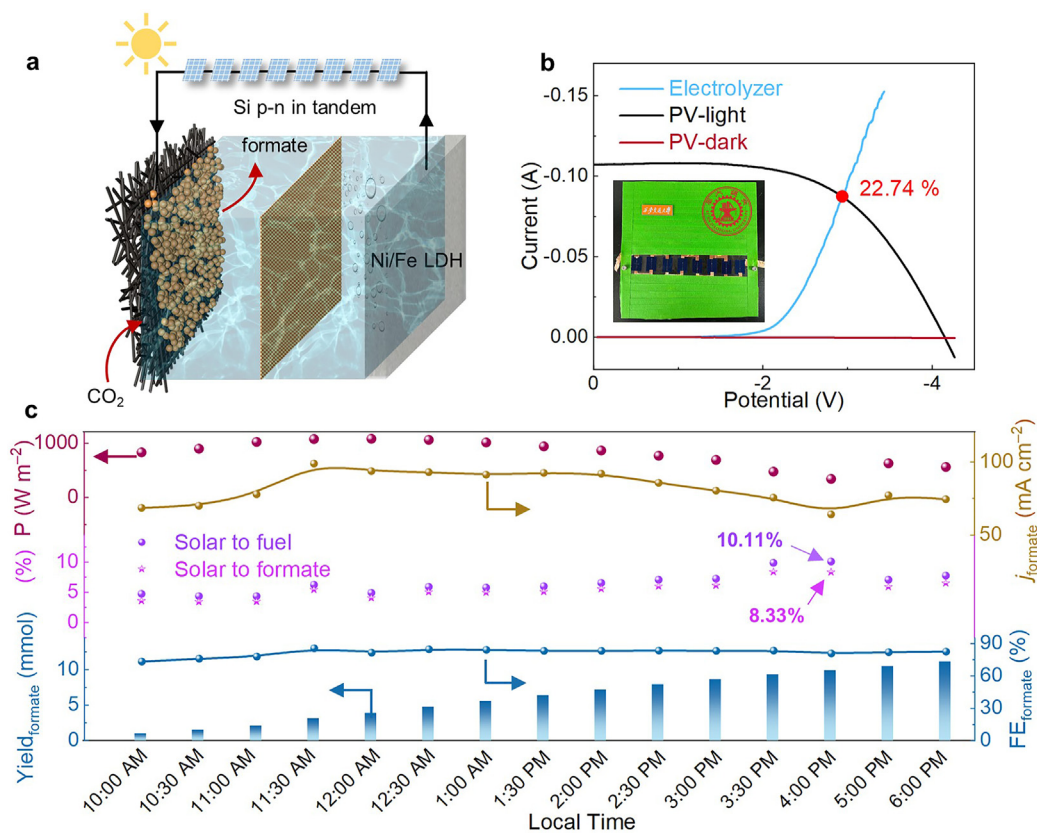 a
Si p-n in tandem
formate
Ni/Fe LDH
CO₂
b
Electrolyzer
PV-light
PV-dark
22.74 %
-0.15
-0.10
-0.05
0.00
Current (A)
0
-2
-4
Potential (V)
c
P (W m⁻²)
1000
0
100
50
j_formate (mA cm⁻²)
(%)
10
5
0
Solar to fuel
Solar to formate
10.11%
8.33%
Yield_formate (mmol)
10
5
0
90
60
30
0
FE_formate (%)
10:00 AM
10:30 AM
11:00 AM
11:30 AM
12:00 AM
12:30 AM
1:00 AM
1:30 PM
2:00 PM
2:30 PM
3:00 PM
3:30 PM
4:00 PM
5:00 PM
6:00 PM
Local Time